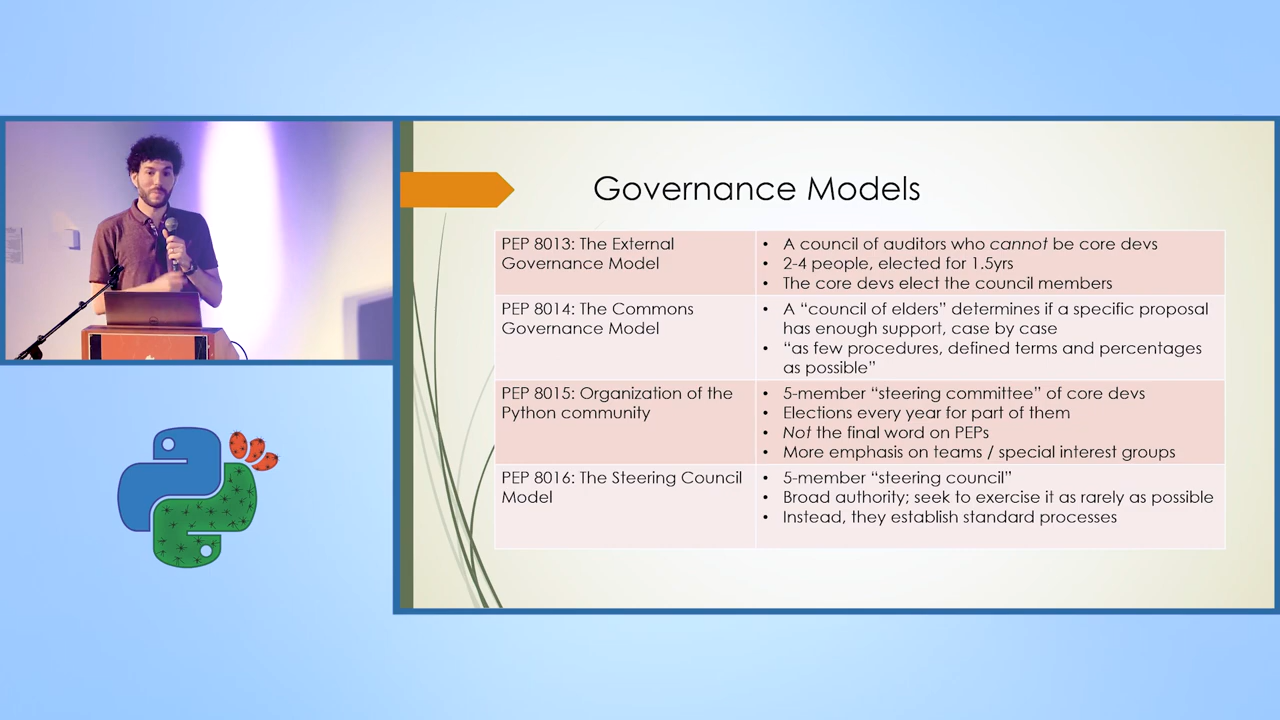 Governance Models
PEP 8013: The External
Governance Model
• A council of auditors who cannot be core devs
• 2-4 people, elected for 1.5yrs
• The core devs elect the council members
PEP 8014: The Commons
Governance Model
• A “council of elders” determines if a specific proposal
has enough support, case by case
• “as few procedures, defined terms and percentages
as possible”
PEP 8015: Organization of the
Python community
• 5-member “steering committee” of core devs
• Elections every year for part of them
• Not the final word on PEPs
• More emphasis on teams / special interest groups
PEP 8016: The Steering Council
Model
• 5-member “steering council”
• Broad authority; seek to exercise it as rarely as possible
• Instead, they establish standard processes